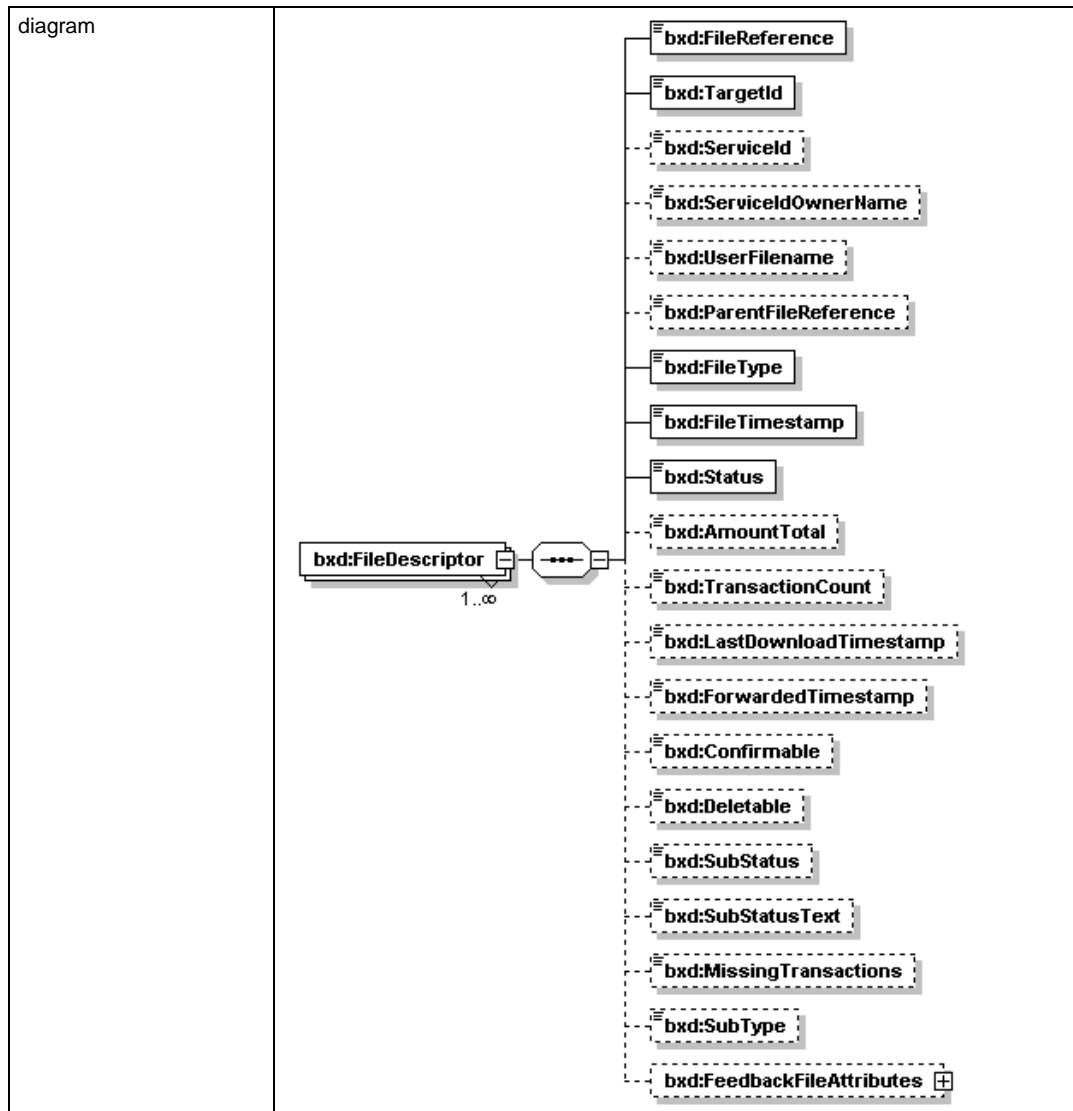 diagram
bxd:FileReference
bxd:TargetId
bxd:ServiceId
bxd:ServiceIdOwnerName
bxd:UserFilename
bxd:ParentFileReference
bxd:FileType
bxd:FileTimestamp
bxd:Status
bxd:AmountTotal
bxd:FileDescriptor
1..∞
bxd:TransactionCount
bxd:LastDownloadTimestamp
bxd:ForwardedTimestamp
bxd:Confirmable
bxd:Deletable
bxd:SubStatus
bxd:SubStatusText
bxd:MissingTransactions
bxd:SubType
bxd:FeedbackFileAttributes